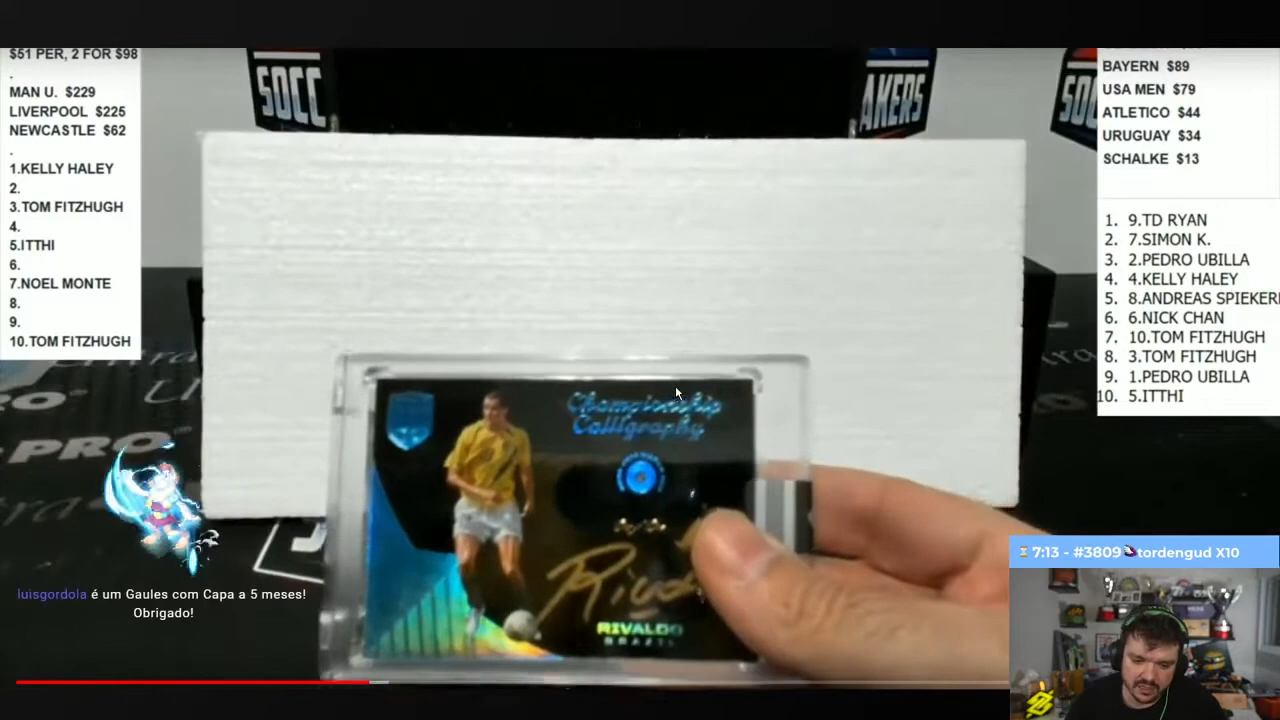 $51 PER, 2 FOR $98
.
MAN U. $229
LIVERPOOL $225
NEWCASTLE $62
.
1.KELLY HALEY
2.
3.TOM FITZHUGH
4.
5.ITTHI
6.
7.NOEL MONTE
8.
9.
10.TOM FITZHUGH
SOCC
AKERS
SOC
BAYERN $89
USA MEN $79
ATLETICO $44
URUGUAY $34
SCHALKE $13
1. 9.TD RYAN
2. 7.SIMON K.
3. 2.PEDRO UBILLA
4. 4.KELLY HALEY
5. 8.ANDREAS SPIEKER
6. 6.NICK CHAN
7. 10.TOM FITZHUGH
8. 3.TOM FITZHUGH
9. 1.PEDRO UBILLA
10. 5.ITTHI
Championship
Calligraphy
RIVALDO
BRAZIL
PRO
luisgordola é um Gaules com Capa a 5 meses!
Obrigado!
7:13 - #3809 tordengud X10